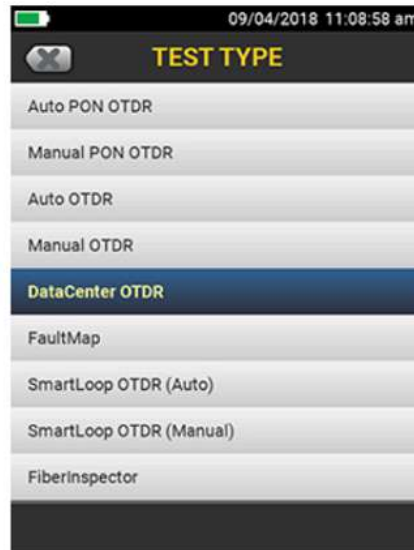 09/04/2018 11:08:58 am
TEST TYPE
Auto PON OTDR
Manual PON OTDR
Auto OTDR
Manual OTDR
DataCenter OTDR
FaultMap
SmartLoop OTDR (Auto)
SmartLoop OTDR (Manual)
FiberInspector